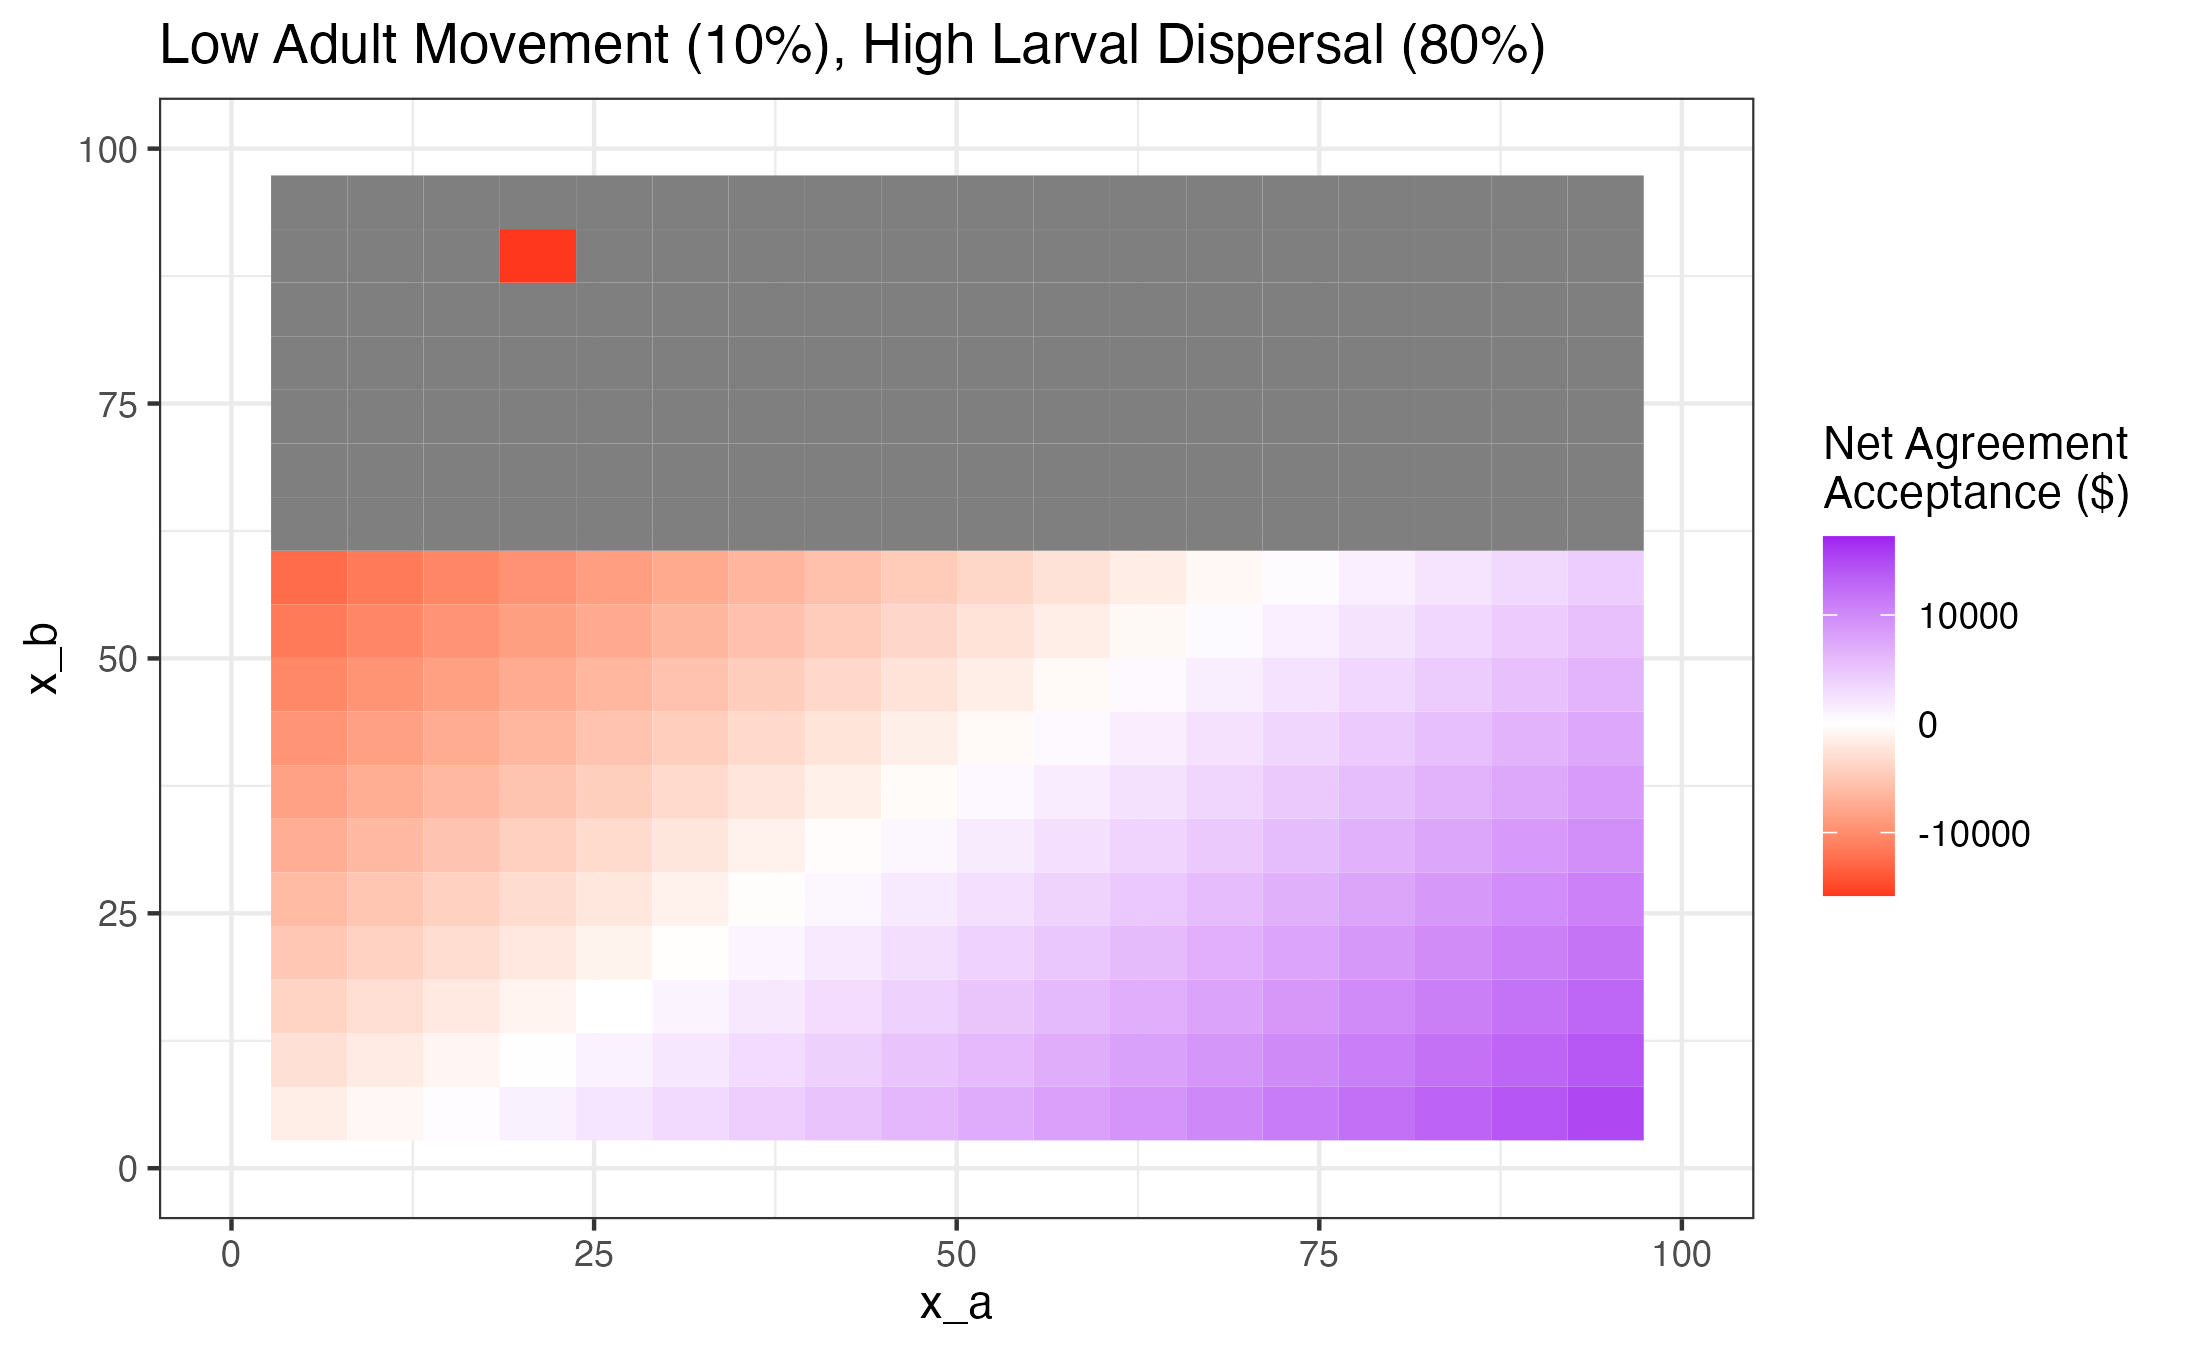 Low Adult Movement (10%), High Larval Dispersal (80%)
100
75
50
25
0
x_b
0
25
50
75
100
x_a
Net Agreement
Acceptance ($)
10000
0
-10000